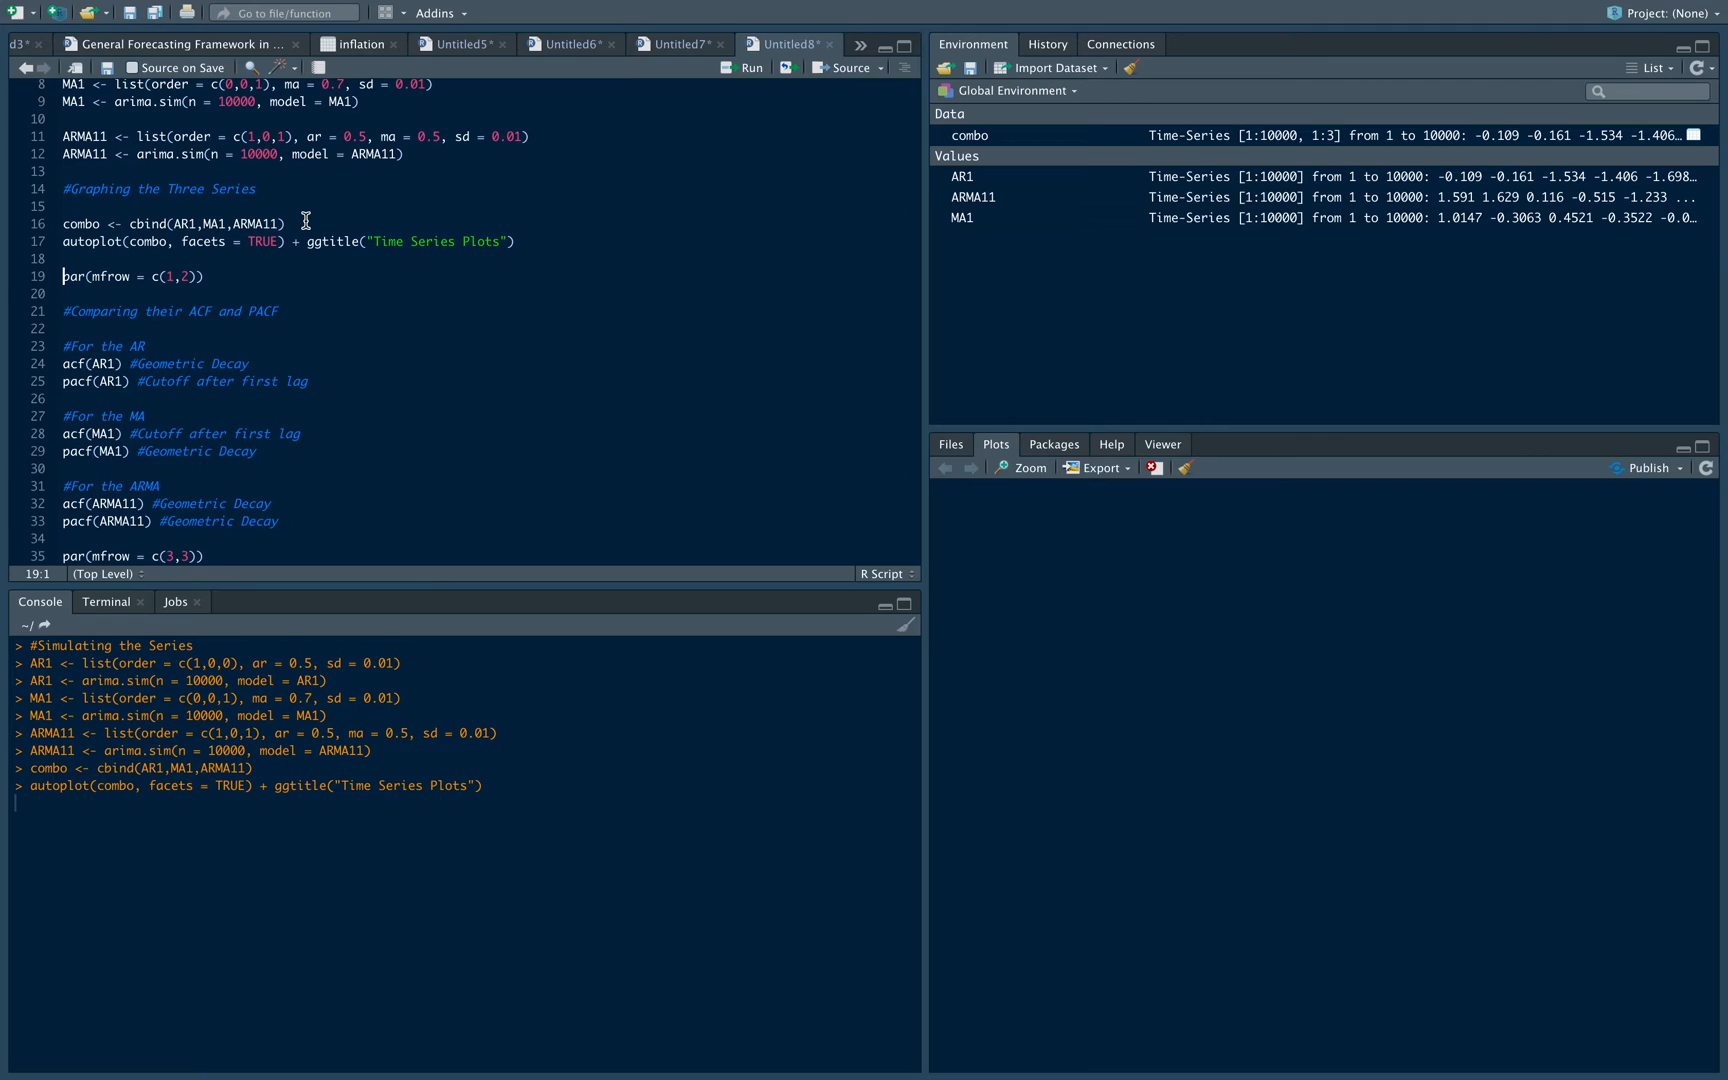 Go to file/function
Addins
Project: (None)
d3*
General Forecasting Framework in ...
inflation
Untitled5*
Untitled6*
Untitled7*
Untitled8*
Source on Save
Run
Source
8 MA1 <- list(order = c(0,0,1), ma = 0.7, sd = 0.01)
9 MA1 <- arima.sim(n = 10000, model = MA1)
10
11 ARMA11 <- list(order = c(1,0,1), ar = 0.5, ma = 0.5, sd = 0.01)
12 ARMA11 <- arima.sim(n = 10000, model = ARMA11)
13
14 #Graphing the Three Series
15
16 combo <- cbind(AR1,MA1,ARMA11)
17 autoplot(combo, facets = TRUE) + ggtitle("Time Series Plots")
18
19 par(mfrow = c(1,2))
20
21 #Comparing their ACF and PACF
22
23 #For the AR
24 acf(AR1) #Geometric Decay
25 pacf(AR1) #Cutoff after first lag
26
27 #For the MA
28 acf(MA1) #Cutoff after first lag
29 pacf(MA1) #Geometric Decay
30
31 #For the ARMA
32 acf(ARMA11) #Geometric Decay
33 pacf(ARMA11) #Geometric Decay
34
35 par(mfrow = c(3,3))
19:1 (Top Level)
R Script
Console
Terminal
Jobs
~/
> #Simulating the Series
> AR1 <- list(order = c(1,0,0), ar = 0.5, sd = 0.01)
> AR1 <- arima.sim(n = 10000, model = AR1)
> MA1 <- list(order = c(0,0,1), ma = 0.7, sd = 0.01)
> MA1 <- arima.sim(n = 10000, model = MA1)
> ARMA11 <- list(order = c(1,0,1), ar = 0.5, ma = 0.5, sd = 0.01)
> ARMA11 <- arima.sim(n = 10000, model = ARMA11)
> combo <- cbind(AR1,MA1,ARMA11)
> autoplot(combo, facets = TRUE) + ggtitle("Time Series Plots")
Environment
History
Connections
Import Dataset
List
Global Environment
Data
combo Time-Series [1:10000, 1:3] from 1 to 10000: -0.109 -0.161 -1.534 -1.406…
Values
AR1 Time-Series [1:10000] from 1 to 10000: -0.109 -0.161 -1.534 -1.406 -1.698…
ARMA11 Time-Series [1:10000] from 1 to 10000: 1.591 1.629 0.116 -0.515 -1.233 ...
MA1 Time-Series [1:10000] from 1 to 10000: 1.0147 -0.3063 0.4521 -0.3522 -0.0…
Files
Plots
Packages
Help
Viewer
Zoom
Export
Publish